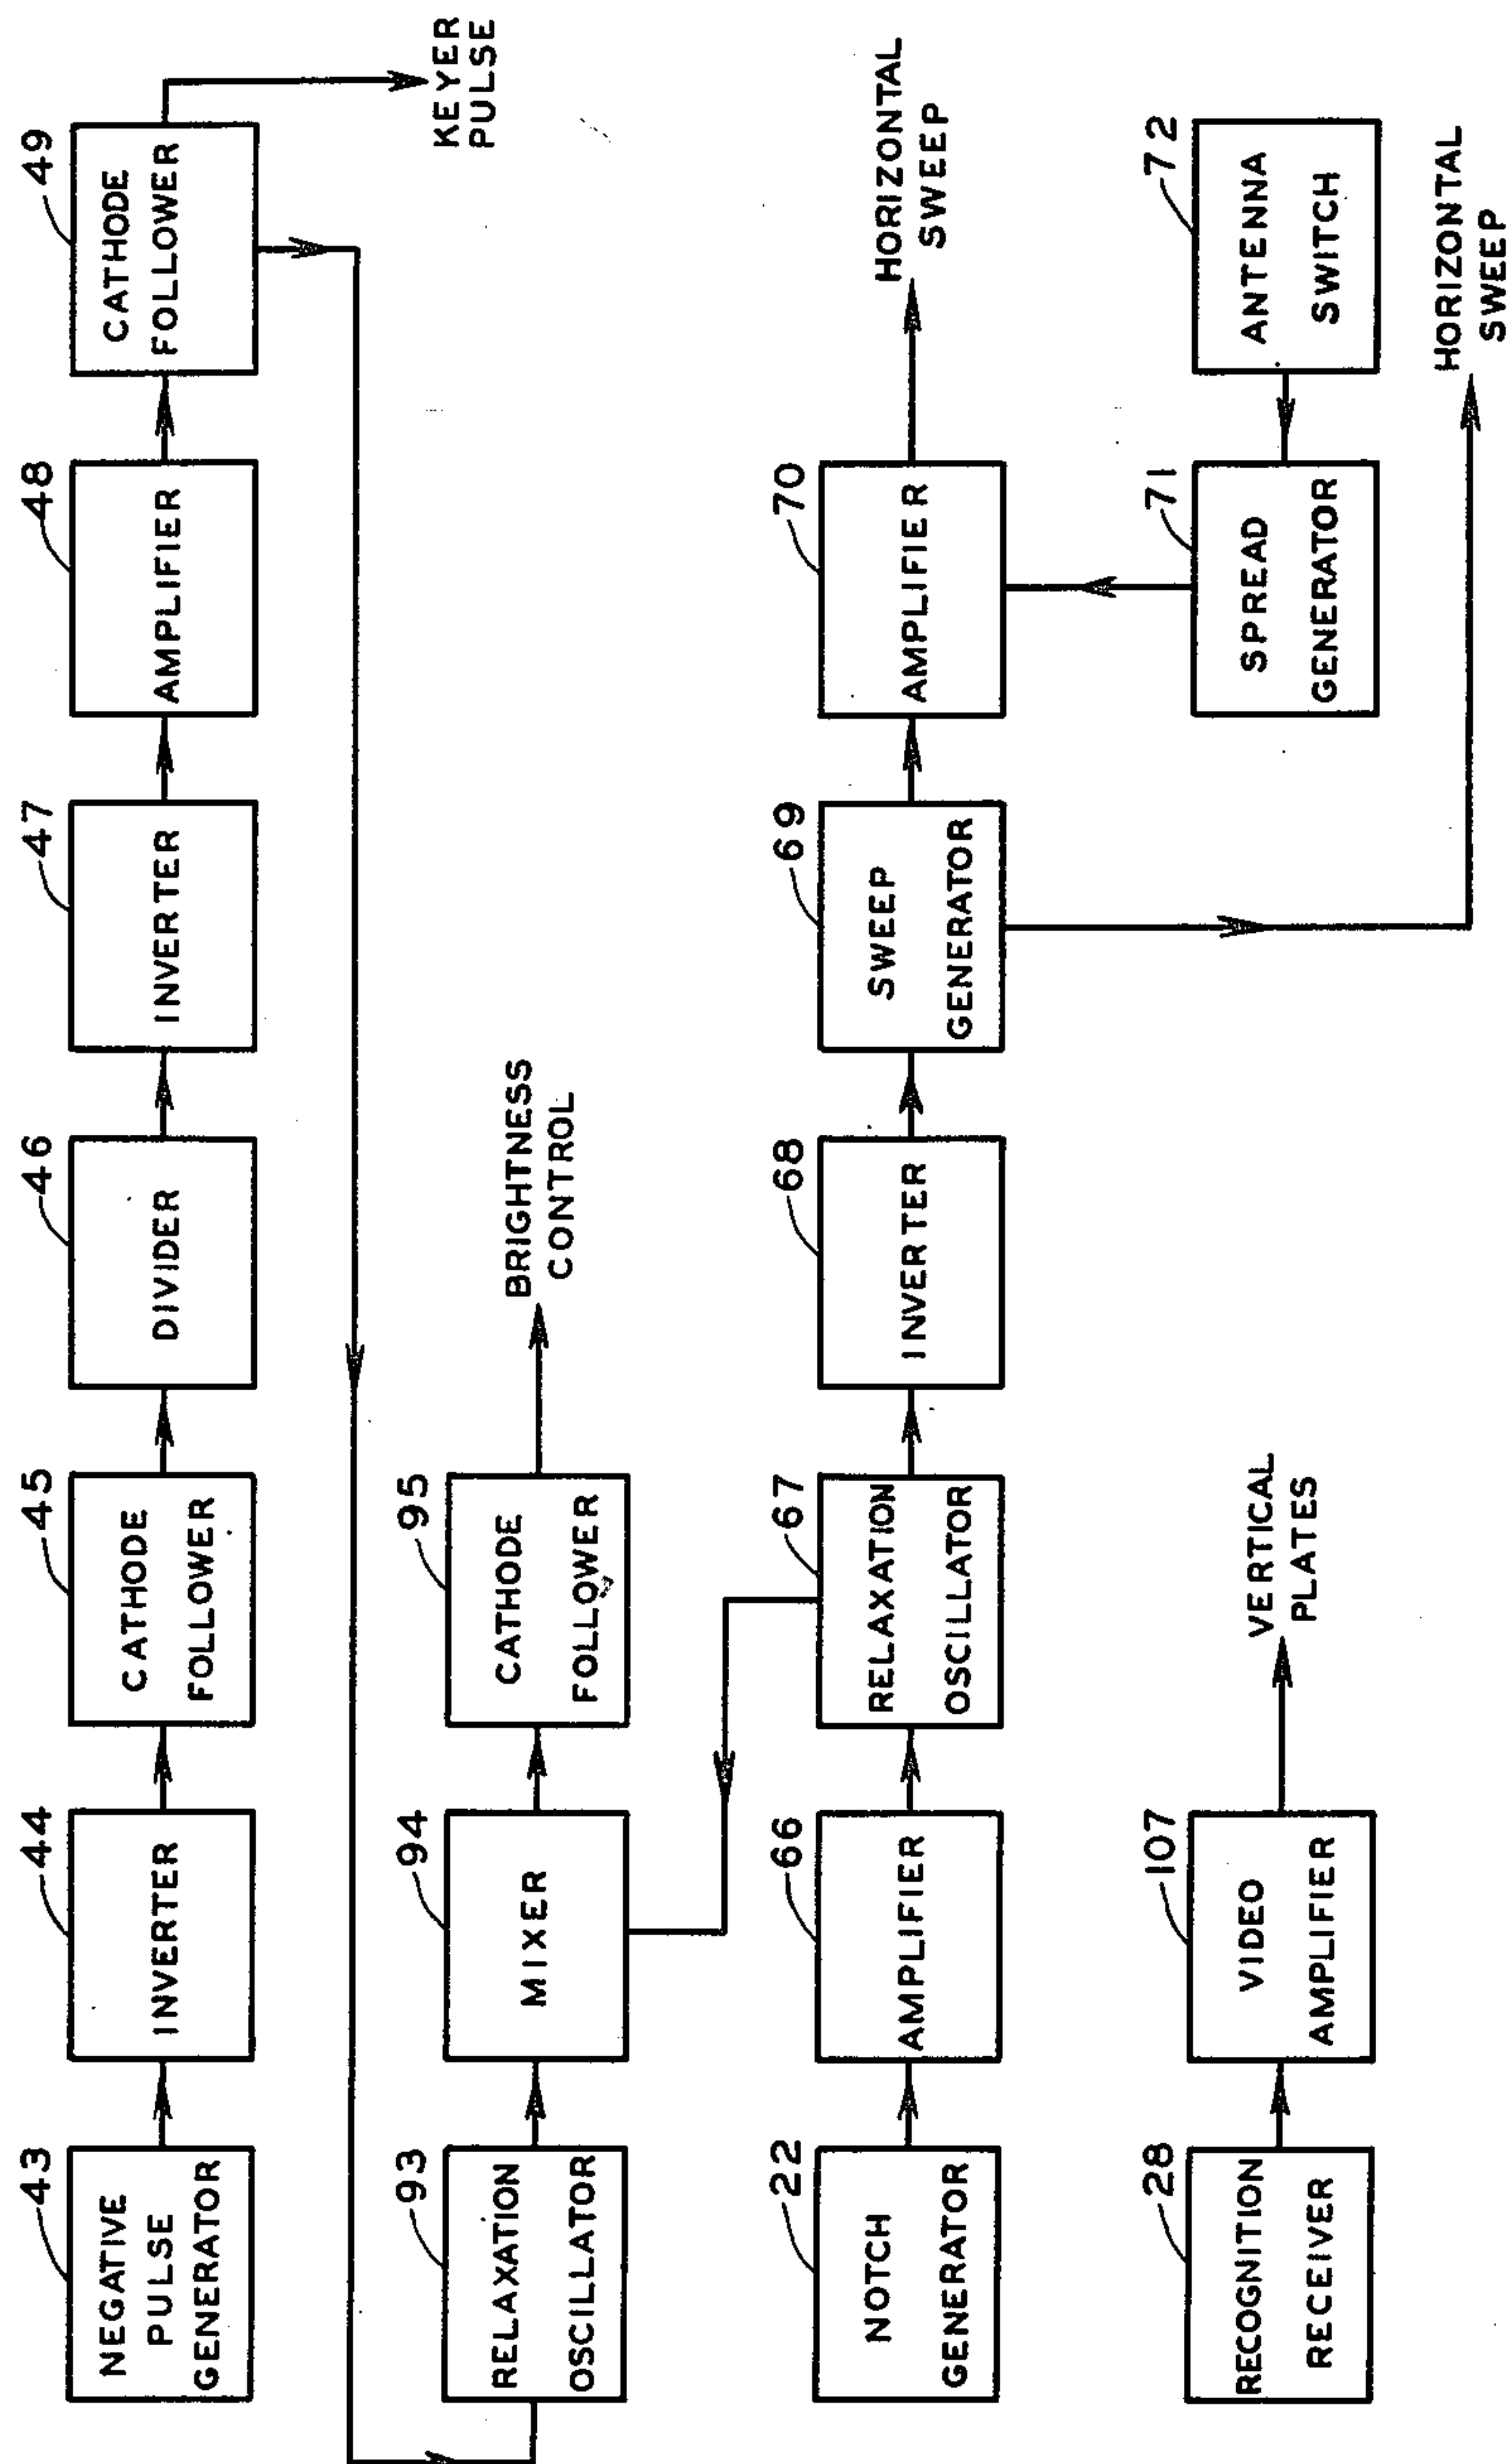 43
NEGATIVE
PULSE
GENERATOR
44
INVERTER
45
CATHODE
FOLLOWER
46
DIVIDER
47
INVERTER
48
AMPLIFIER
49
CATHODE
FOLLOWER
KEYER
PULSE
93
RELAXATION
OSCILLATOR
94
MIXER
95
CATHODE
FOLLOWER
BRIGHTNESS
CONTROL
22
NOTCH
GENERATOR
66
AMPLIFIER
67
RELAXATION
OSCILLATOR
68
INVERTER
69
SWEEP
GENERATOR
70
AMPLIFIER
HORIZONTAL
SWEEP
28
RECOGNITION
RECEIVER
107
VIDEO
AMPLIFIER
VERTICAL
PLATES
71
SPREAD
GENERATOR
72
ANTENNA
SWITCH
HORIZONTAL
SWEEP